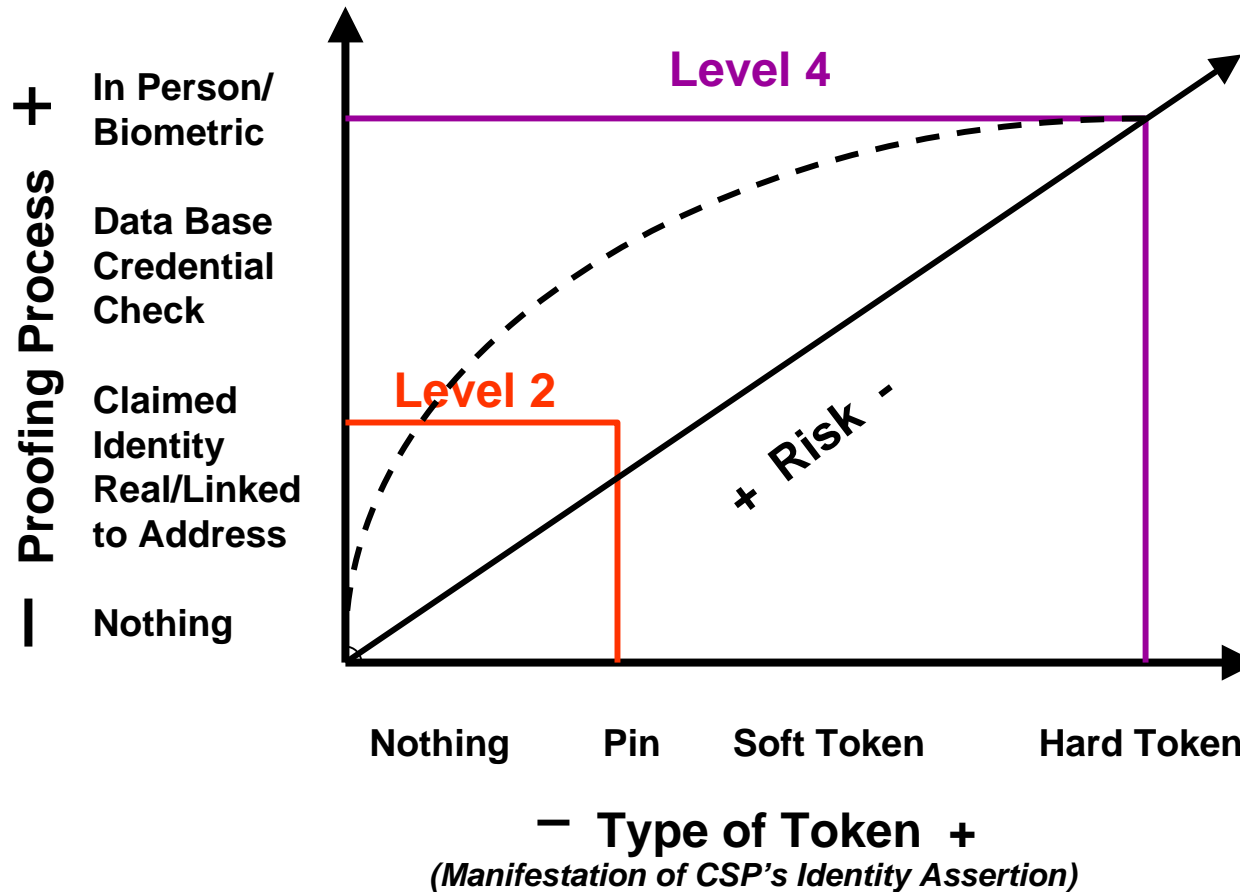 Level 4
+
In Person/
Biometric
Data Base
Credential
Check
Proofing Process
Level 2
Claimed
Identity
Real/Linked
to Address
+ Risk -
–
Nothing
Nothing
Pin
Soft Token
Hard Token
– Type of Token +
(Manifestation of CSP's Identity Assertion)